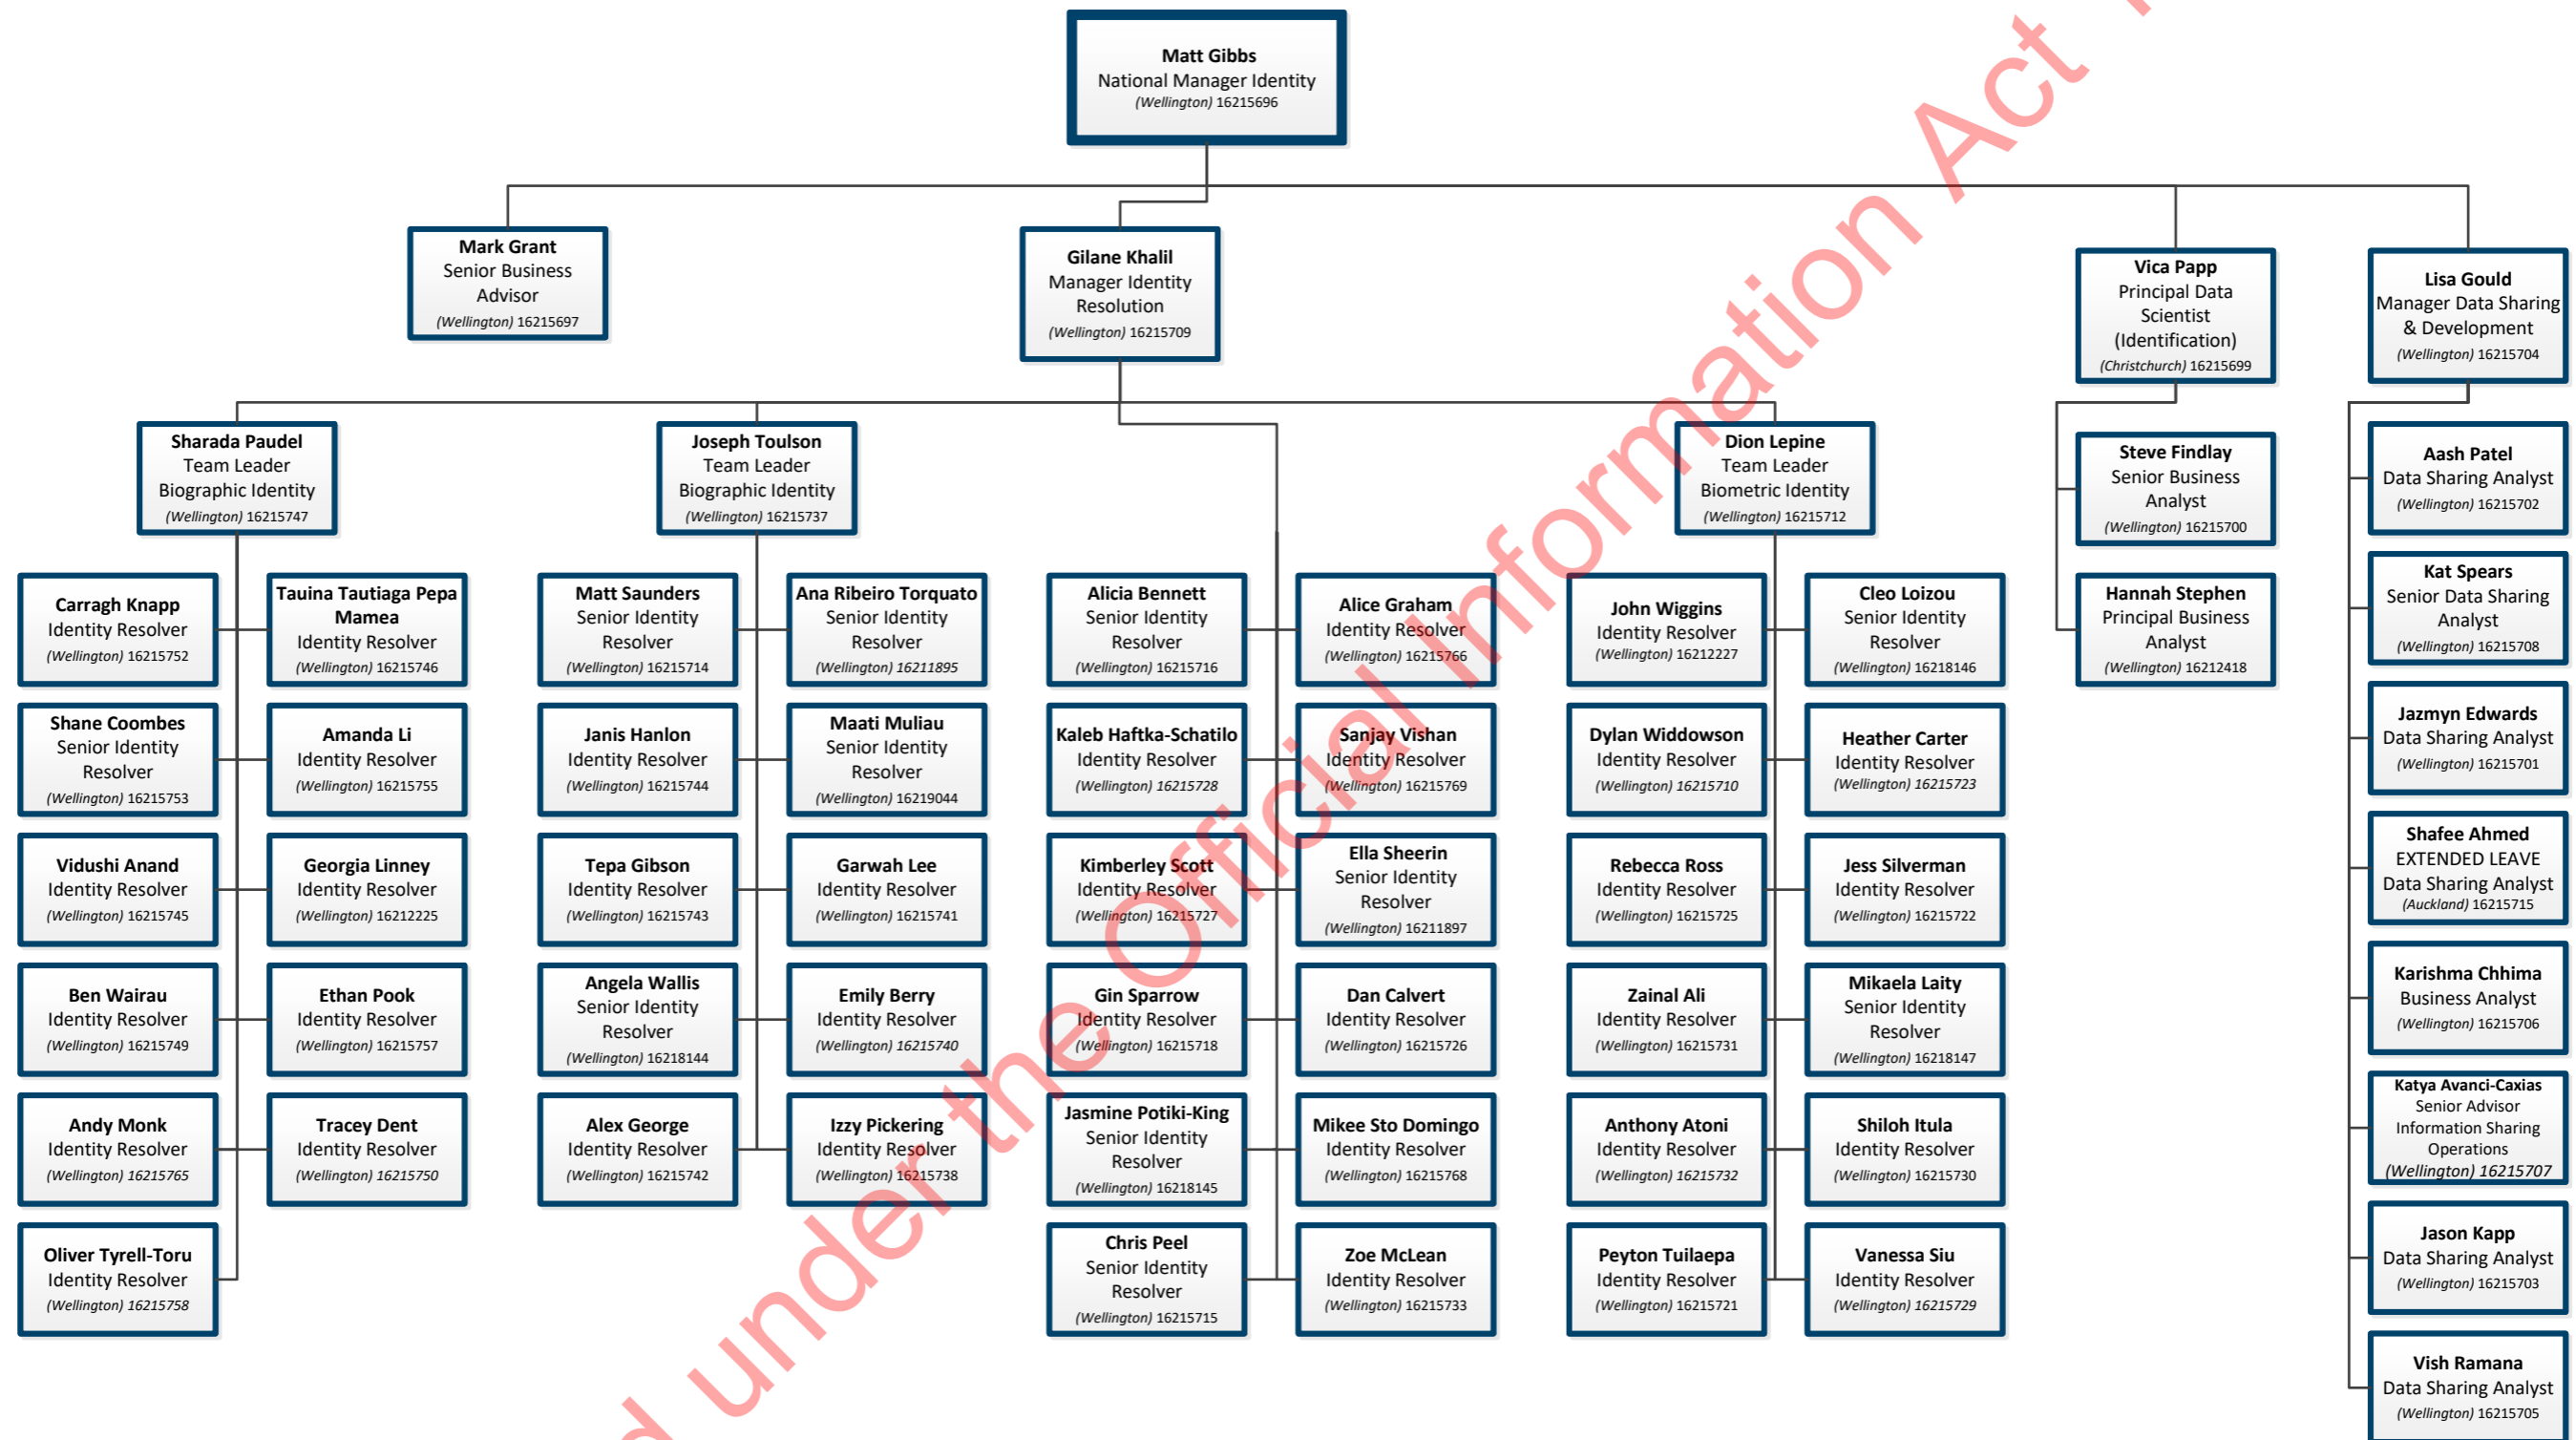 Matt Gibbs
National Manager Identity
(Wellington) 16215696
Mark Grant
Senior Business
Advisor
(Wellington) 16215697
Gilane Khalil
Manager Identity
Resolution
(Wellington) 16215709
Vica Papp
Principal Data
Scientist
(Identification)
(Christchurch) 16215699
Lisa Gould
Manager Data Sharing
& Development
(Wellington) 16215704
Sharada Paudel
Team Leader
Biographic Identity
(Wellington) 16215747
Joseph Toulson
Team Leader
Biographic Identity
(Wellington) 16215737
Dion Lepine
Team Leader
Biometric Identity
(Wellington) 16215712
Carragh Knapp
Identity Resolver
(Wellington) 16215752
Tauina Tautiaga Pepa
Mamea
Identity Resolver
(Wellington) 16215746
Shane Coombes
Senior Identity
Resolver
(Wellington) 16215753
Amanda Li
Identity Resolver
(Wellington) 16215755
Vidushi Anand
Identity Resolver
(Wellington) 16215745
Georgia Linney
Identity Resolver
(Wellington) 16212225
Ben Wairau
Identity Resolver
(Wellington) 16215749
Ethan Pook
Identity Resolver
(Wellington) 16215757
Andy Monk
Identity Resolver
(Wellington) 16215765
Tracey Dent
Identity Resolver
(Wellington) 16215750
Oliver Tyrell-Toru
Identity Resolver
(Wellington) 16215758
Matt Saunders
Senior Identity
Resolver
(Wellington) 16215714
Ana Ribeiro Torquato
Senior Identity
Resolver
(Wellington) 16211895
Janis Hanlon
Identity Resolver
(Wellington) 16215744
Maati Muliau
Senior Identity
Resolver
(Wellington) 16219044
Tepa Gibson
Identity Resolver
(Wellington) 16215743
Garwah Lee
Identity Resolver
(Wellington) 16215741
Angela Wallis
Senior Identity
Resolver
(Wellington) 16218144
Emily Berry
Identity Resolver
(Wellington) 16215740
Alex George
Identity Resolver
(Wellington) 16215742
Izzy Pickering
Identity Resolver
(Wellington) 16215738
Alicia Bennett
Senior Identity
Resolver
(Wellington) 16215716
Alice Graham
Identity Resolver
(Wellington) 16215766
Kaleb Haftka-Schatilo
Identity Resolver
(Wellington) 16215728
Sanjay Vishan
Identity Resolver
(Wellington) 16215769
Kimberley Scott
Identity Resolver
(Wellington) 16215727
Ella Sheerin
Senior Identity
Resolver
(Wellington) 16211897
Gin Sparrow
Identity Resolver
(Wellington) 16215718
Dan Calvert
Identity Resolver
(Wellington) 16215726
Jasmine Potiki-King
Senior Identity
Resolver
(Wellington) 16218145
Mikee Sto Domingo
Identity Resolver
(Wellington) 16215768
Chris Peel
Senior Identity
Resolver
(Wellington) 16215715
Zoe McLean
Identity Resolver
(Wellington) 16215733
John Wiggins
Identity Resolver
(Wellington) 16212227
Cleo Loizou
Senior Identity
Resolver
(Wellington) 16218146
Dylan Widdowson
Identity Resolver
(Wellington) 16215710
Heather Carter
Identity Resolver
(Wellington) 16215723
Rebecca Ross
Identity Resolver
(Wellington) 16215725
Jess Silverman
Identity Resolver
(Wellington) 16215722
Zainal Ali
Identity Resolver
(Wellington) 16215731
Mikaela Laity
Senior Identity
Resolver
(Wellington) 16218147
Anthony Atoni
Identity Resolver
(Wellington) 16215732
Shiloh Itula
Identity Resolver
(Wellington) 16215730
Peyton Tuilaepa
Identity Resolver
(Wellington) 16215721
Vanessa Siu
Identity Resolver
(Wellington) 16215729
Steve Findlay
Senior Business
Analyst
(Wellington) 16215700
Hannah Stephen
Principal Business
Analyst
(Wellington) 16212418
Aash Patel
Data Sharing Analyst
(Wellington) 16215702
Kat Spears
Senior Data Sharing
Analyst
(Wellington) 16215708
Jazmyn Edwards
Data Sharing Analyst
(Wellington) 16215701
Shafee Ahmed
EXTENDED LEAVE
Data Sharing Analyst
(Auckland) 16215715
Karishma Chhima
Business Analyst
(Wellington) 16215706
Katya Avanci-Caxias
Senior Advisor
Information Sharing
Operations
(Wellington) 16215707
Jason Kapp
Data Sharing Analyst
(Wellington) 16215703
Vish Ramana
Data Sharing Analyst
(Wellington) 16215705
under the Official Information Act